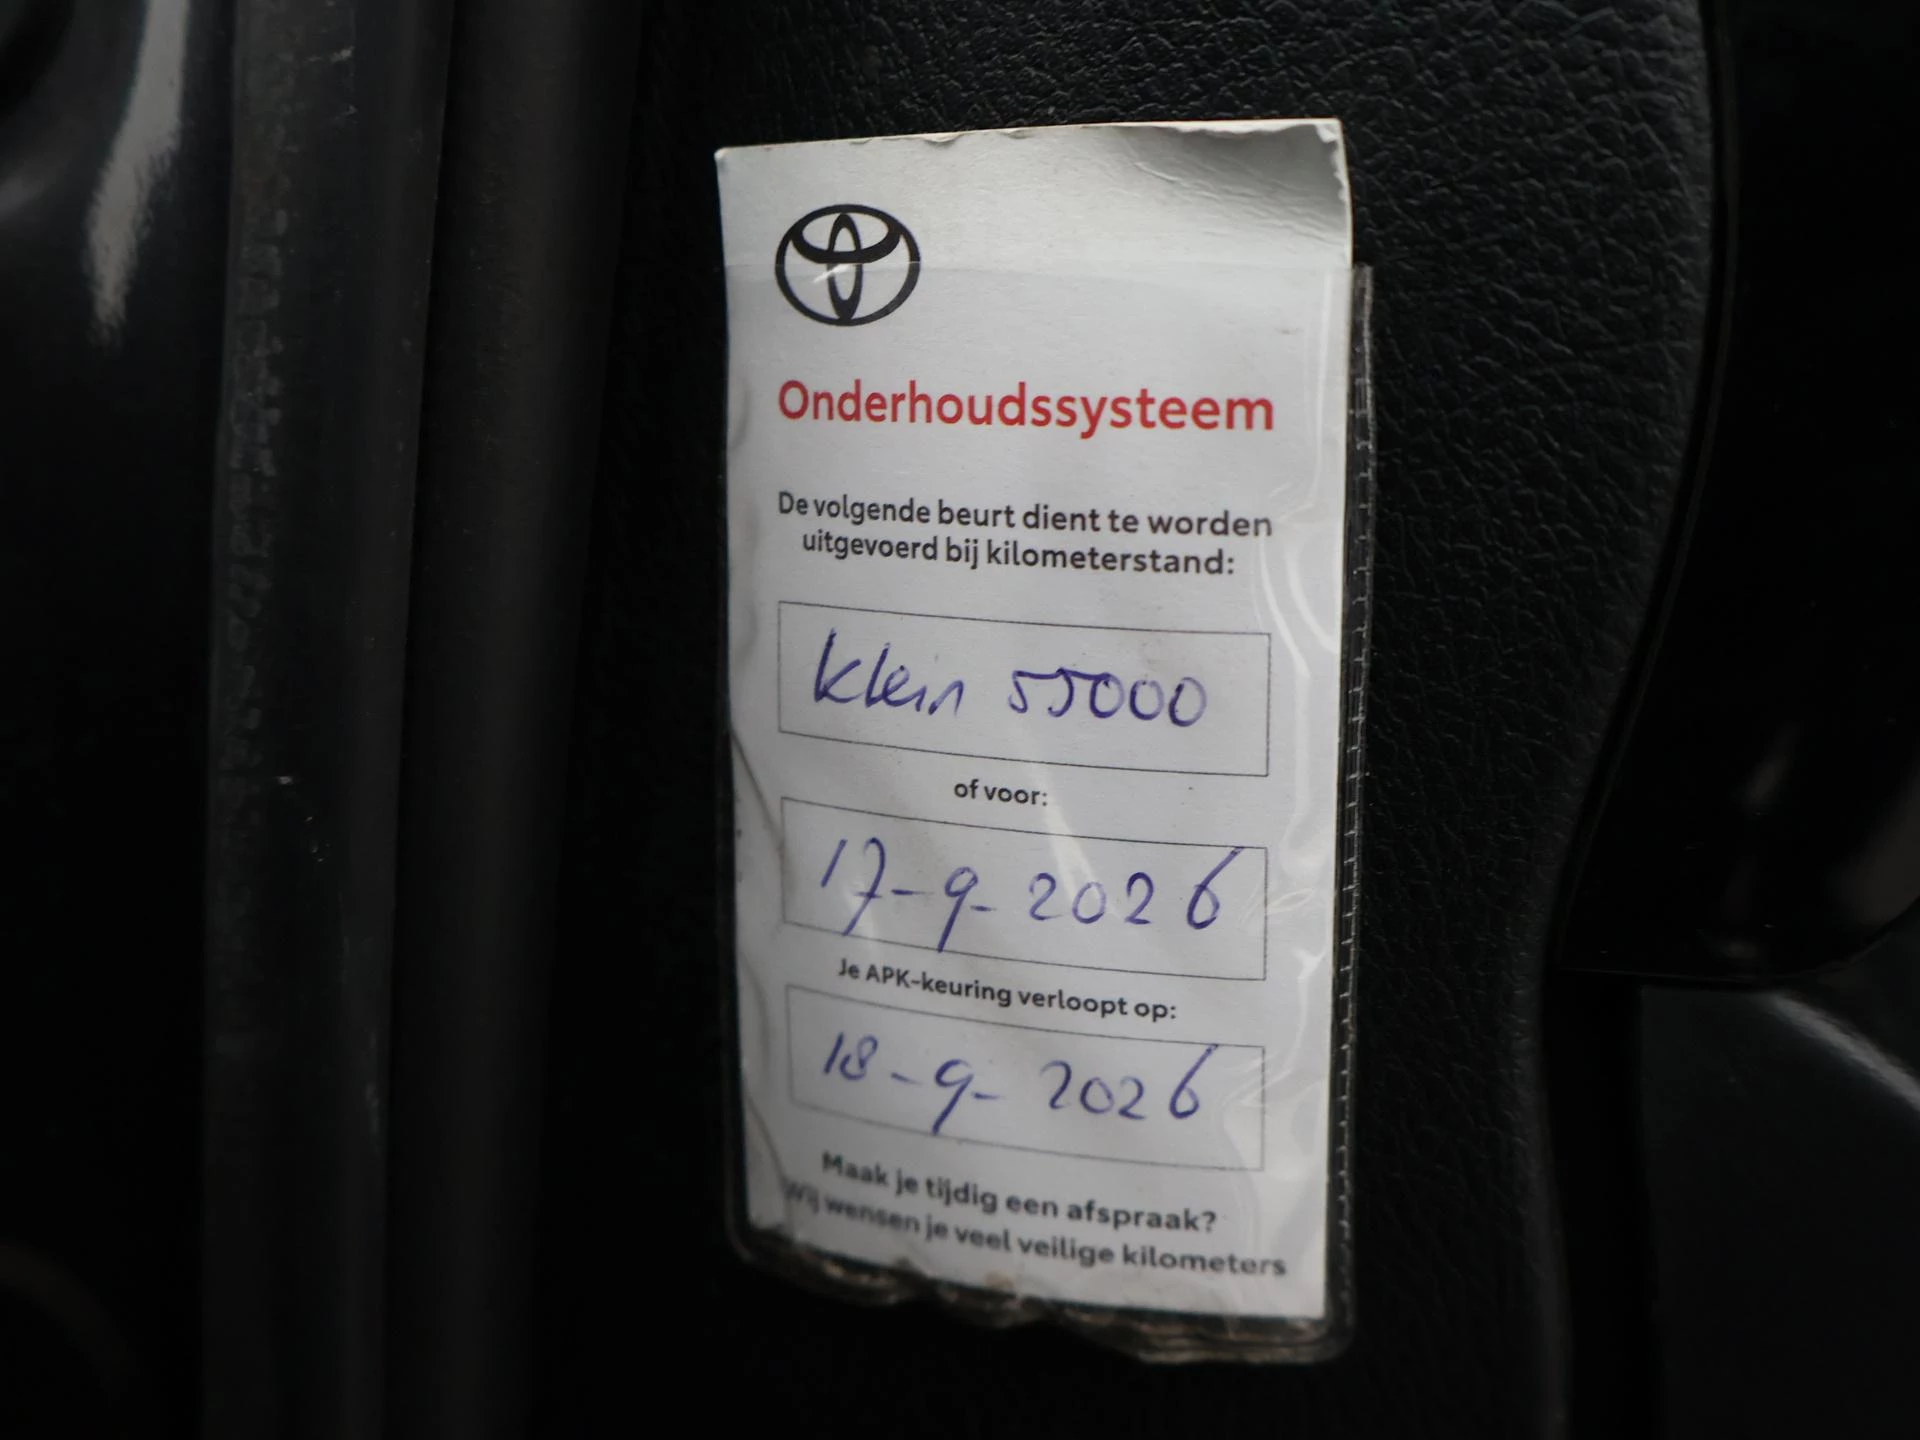 Onderhoudssysteem
De volgende beurt dient te worden
uitgevoerd bij kilometerstand:
Klein 55000
of voor:
17-9-2026
Je APK-keuring verloopt op:
18-9-2026
Maak je tijdig een afspraak?
Wij wensen je veel veilige kilometers